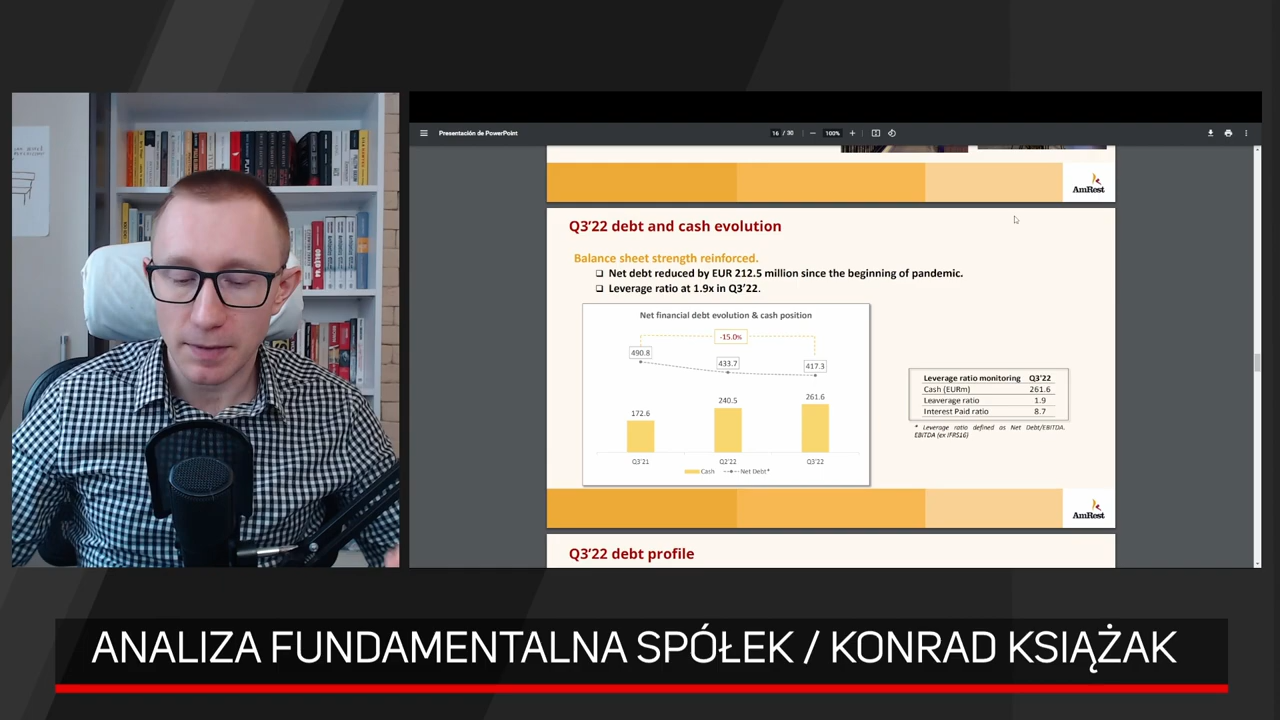 Presentación de PowerPoint
16 / 30
100%
AmRest
Q3'22 debt and cash evolution
Balance sheet strength reinforced.
❑ Net debt reduced by EUR 212.5 million since the beginning of pandemic.
❑ Leverage ratio at 1.9x in Q3'22.
Net financial debt evolution & cash position
-15.0%
490.8
433.7
417.3
172.6
240.5
261.6
Q3'21
Q2'22
Q3'22
Cash
Net Debt*
Leverage ratio monitoring Q3'22
Cash (EURm) 261.6
Leaverage ratio 1.9
Interest Paid ratio 8.7
* Leverage ratio defined as Net Debt/EBITDA.
EBITDA (ex IFRS16)
AmRest
Q3'22 debt profile
ANALIZA FUNDAMENTALNA SPÓŁEK / KONRAD KSIĄŻAK